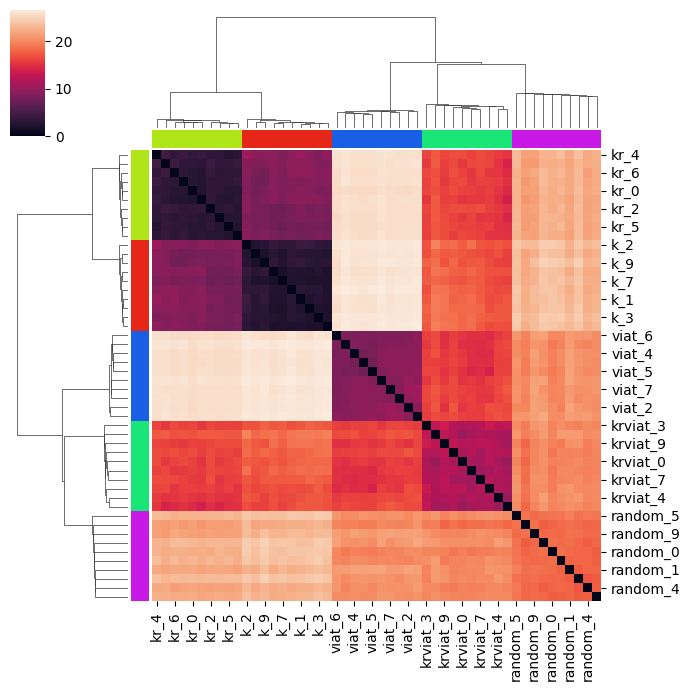 20
10
0
kr_4
kr_6
kr_0
kr_2
kr_5
k_2
k_9
k_7
k_1
k_3
viat_6
viat_4
viat_5
viat_7
viat_2
krviat_3
krviat_9
krviat_0
krviat_7
krviat_4
random_5
random_9
random_0
random_1
random_4
kr_4
kr_6
kr_0
kr_2
kr_5
k_2
k_9
k_7
k_1
k_3
viat_6
viat_4
viat_5
viat_7
viat_2
krviat_3
krviat_9
krviat_0
krviat_7
krviat_4
random_5
random_9
random_0
random_1
random_4